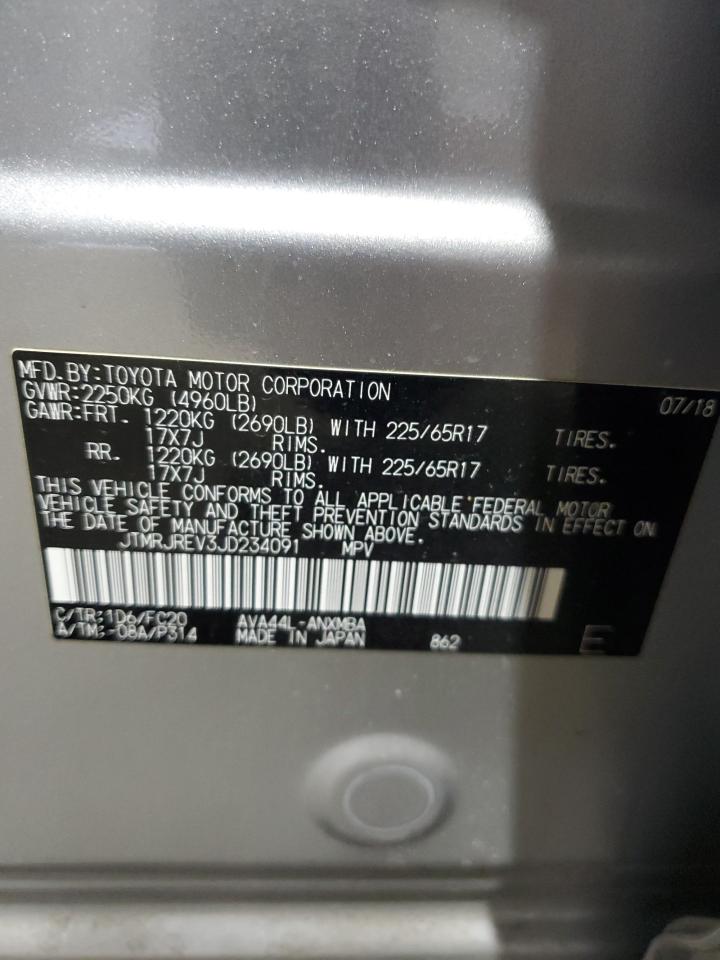 MFD.BY:TOYOTA MOTOR CORPORATION 07/18
GVWR:2250KG (4960LB)
GAWR:FRT. 1220KG (2690LB) WITH 225/65R17 TIRES.
17X7J RIMS.
RR. 1220KG (2690LB) WITH 225/65R17 TIRES.
17X7J RIMS.
THIS VEHICLE CONFORMS TO ALL APPLICABLE FEDERAL MOTOR
VEHICLE SAFETY AND THEFT PREVENTION STANDARDS IN EFFECT ON
THE DATE OF MANUFACTURE SHOWN ABOVE.
JTMRJREV3JD234091 MPV
C/TR:1D6/FC20 AVA44L-ANXMBA
A/TM:-08A/P314 MADE IN JAPAN 862 E